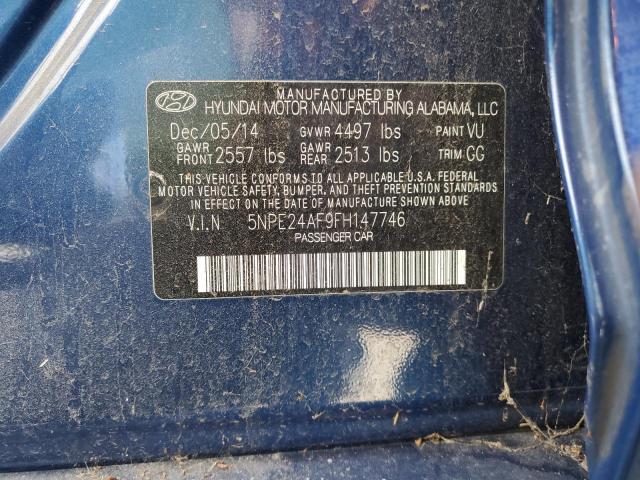 MANUFACTURED BY
HYUNDAI MOTOR MANUFACTURING ALABAMA, LLC
Dec/05/14 GVWR 4497 lbs PAINT VU
GAWR FRONT 2557 lbs GAWR REAR 2513 lbs TRIM GG
THIS VEHICLE CONFORMS TO ALL APPLICABLE U.S.A. FEDERAL
MOTOR VEHICLE SAFETY, BUMPER, AND THEFT PREVENTION STANDARDS
IN EFFECT ON THE DATE OF MANUFACTURE SHOWN ABOVE
V.I.N 5NPE24AF9FH147746
PASSENGER CAR